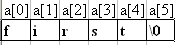 a[0] a[1] a[2] a[3] a[4] a[5]
f i r s t \0